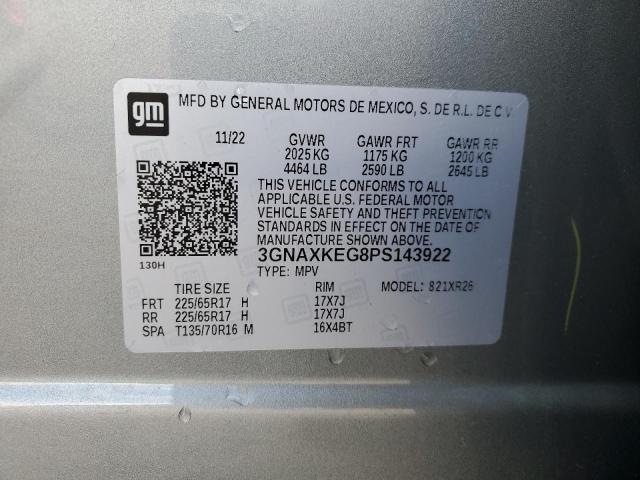 gm
MFD BY GENERAL MOTORS DE MEXICO, S. DE R.L. DE C V
11/22 GVWR GAWR FRT GAWR RR
2025 KG 1175 KG 1200 KG
4464 LB 2590 LB 2645 LB
THIS VEHICLE CONFORMS TO ALL
APPLICABLE U.S. FEDERAL MOTOR
VEHICLE SAFETY AND THEFT PREVENTION
STANDARDS IN EFFECT ON THE DATE
OF MANUFACTURE SHOWN ABOVE.
3GNAXKEG8PS143922
130H
TYPE: MPV MODEL: 821XR26
TIRE SIZE RIM
FRT 225/65R17 H 17X7J
RR 225/65R17 H 17X7J
SPA T135/70R16 M 16X4BT